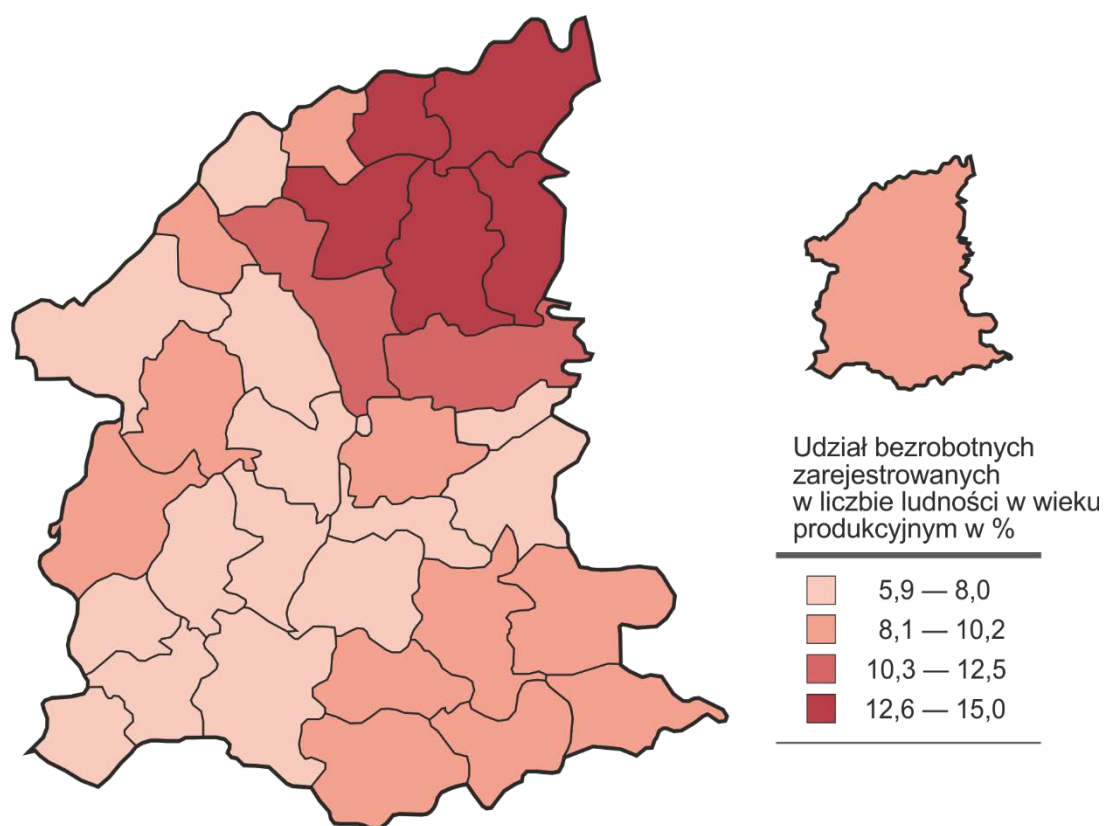 Udział bezrobotnych
zarejestrowanych
w liczbie ludności w wieku
produkcyjnym w %
5,9 — 8,0
8,1 — 10,2
10,3 — 12,5
12,6 — 15,0